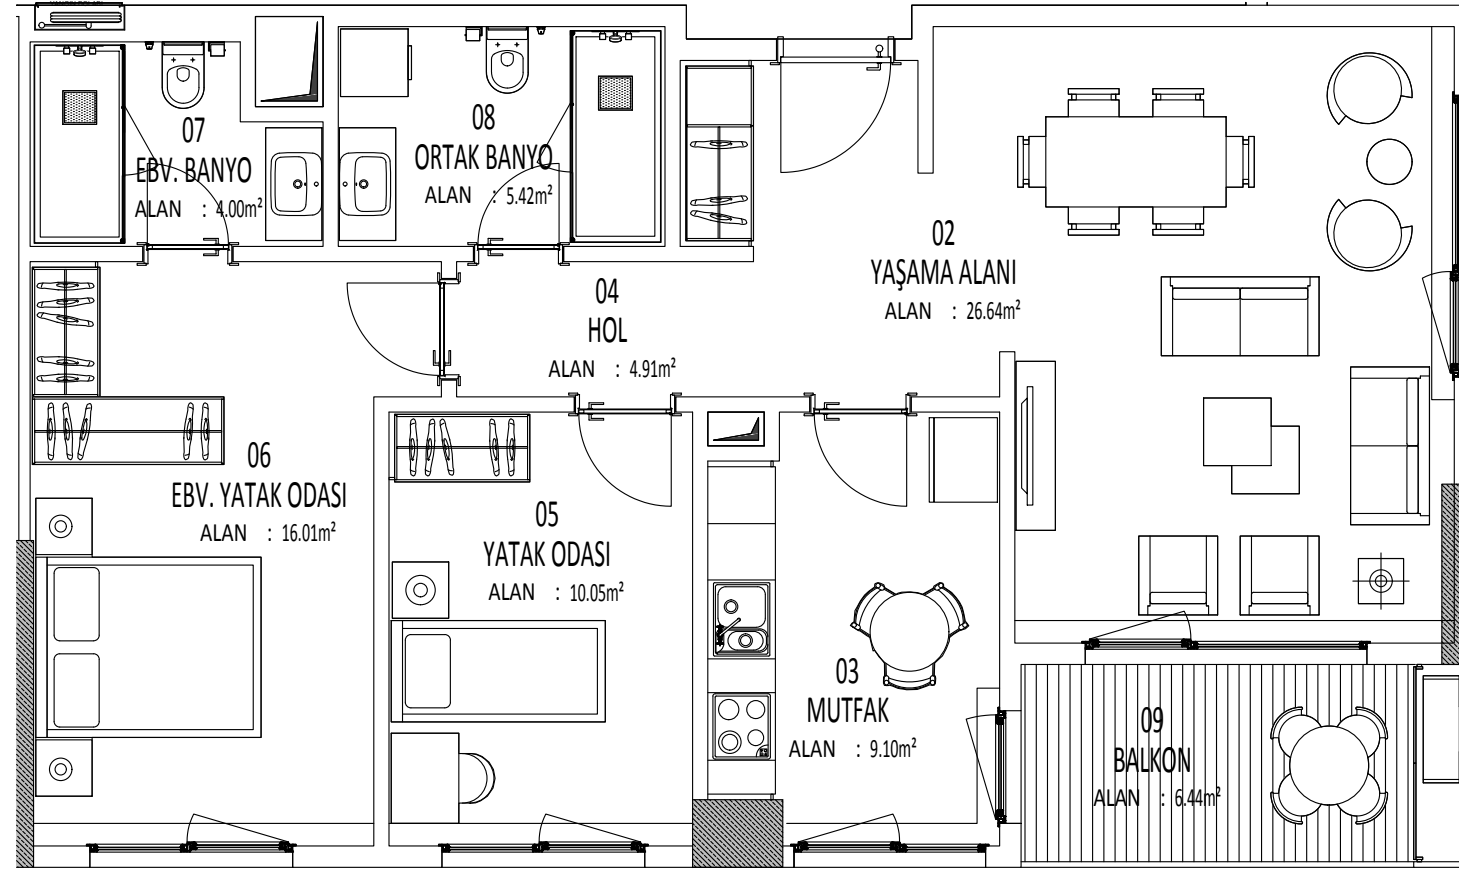 07
EBV. BANYO
ALAN : 4.00m²
08
ORTAK BANYO
ALAN : 5.42m²
02
YAŞAMA ALANI
ALAN : 26.64m²
04
HOL
ALAN : 4.91m²
06
EBV. YATAK ODASI
ALAN : 16.01m²
05
YATAK ODASI
ALAN : 10.05m²
03
MUTFAK
ALAN : 9.10m²
09
BALKON
ALAN : 6.44m²